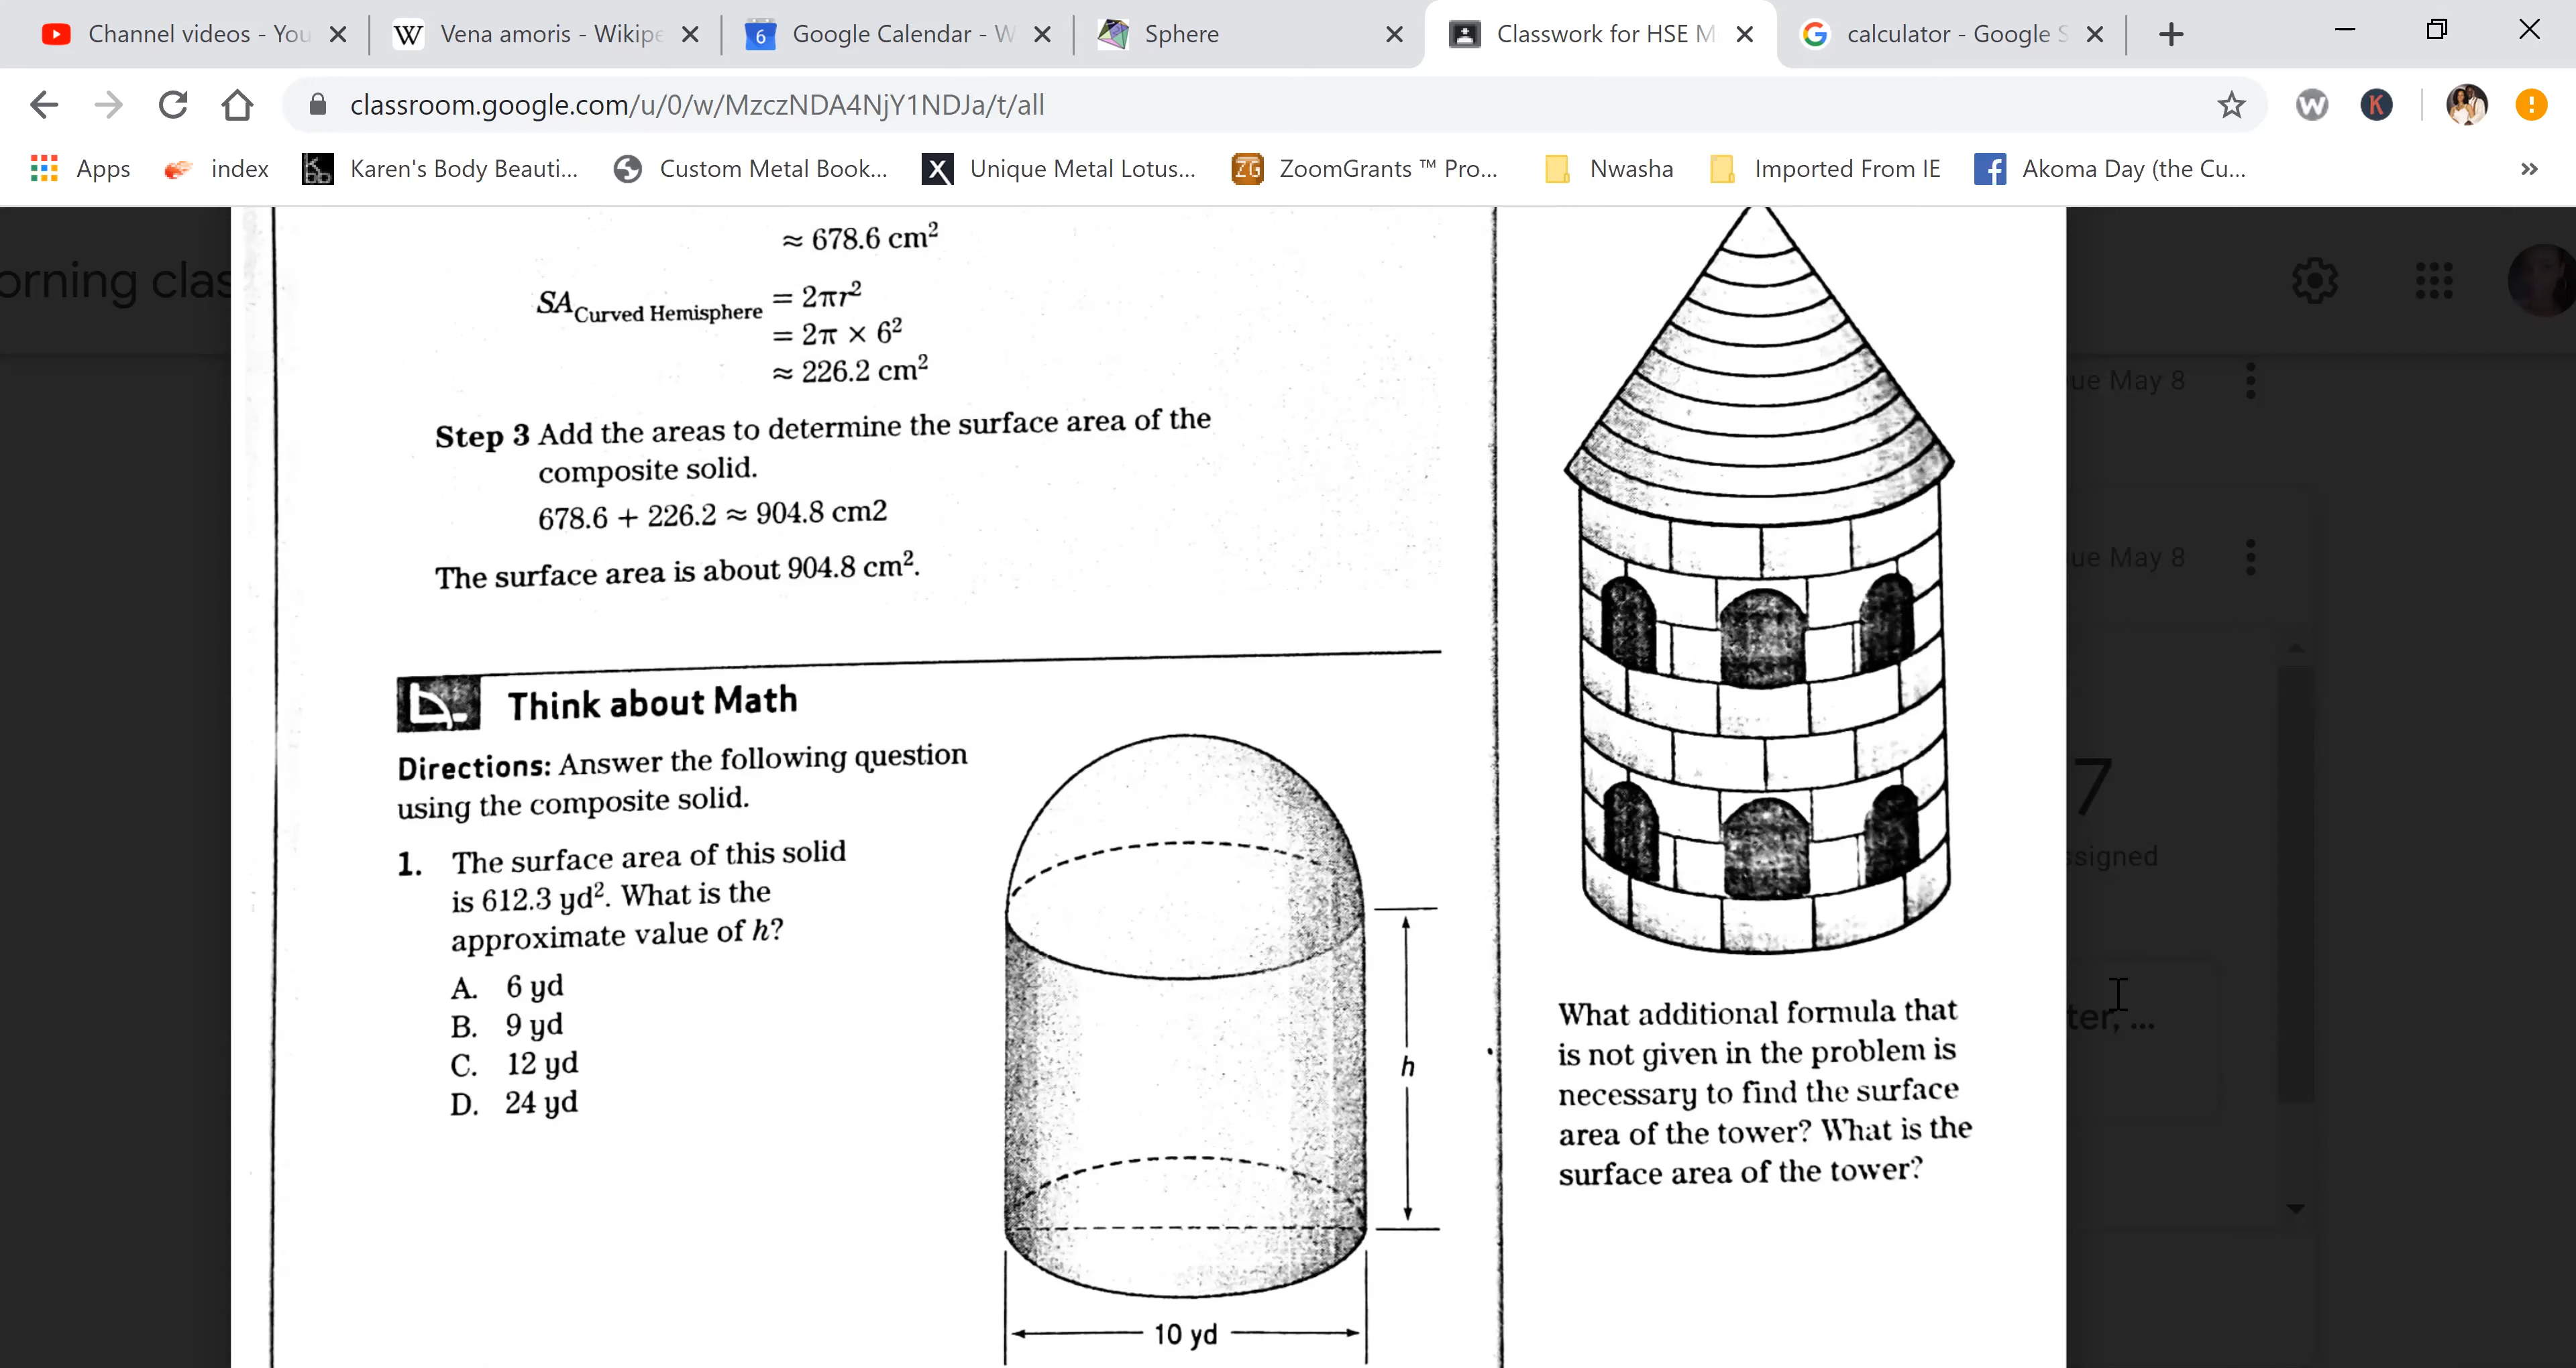 Channel videos - You
Vena amoris - Wikipe
Google Calendar - W
Sphere
Classwork for HSE M
calculator - Google S
classroom.google.com/u/0/w/MzczNDA4NjY1NDJa/t/all
Apps
index
Karen's Body Beauti...
Custom Metal Book...
Unique Metal Lotus...
ZoomGrants ™ Pro...
Nwasha
Imported From IE
Akoma Day (the Cu...
orning clas
≈ 678.6 cm²
SA Curved Hemisphere = 2πr²
= 2π × 6²
≈ 226.2 cm²
Step 3 Add the areas to determine the surface area of the
composite solid.
678.6 + 226.2 ≈ 904.8 cm2
The surface area is about 904.8 cm².
Think about Math
Directions: Answer the following question
using the composite solid.
1. The surface area of this solid
is 612.3 yd². What is the
approximate value of h?
A. 6 yd
B. 9 yd
C. 12 yd
D. 24 yd
h
10 yd
What additional formula that
is not given in the problem is
necessary to find the surface
area of the tower? What is the
surface area of the tower?
ue May 8
ue May 8
7
ssigned
ter, ...